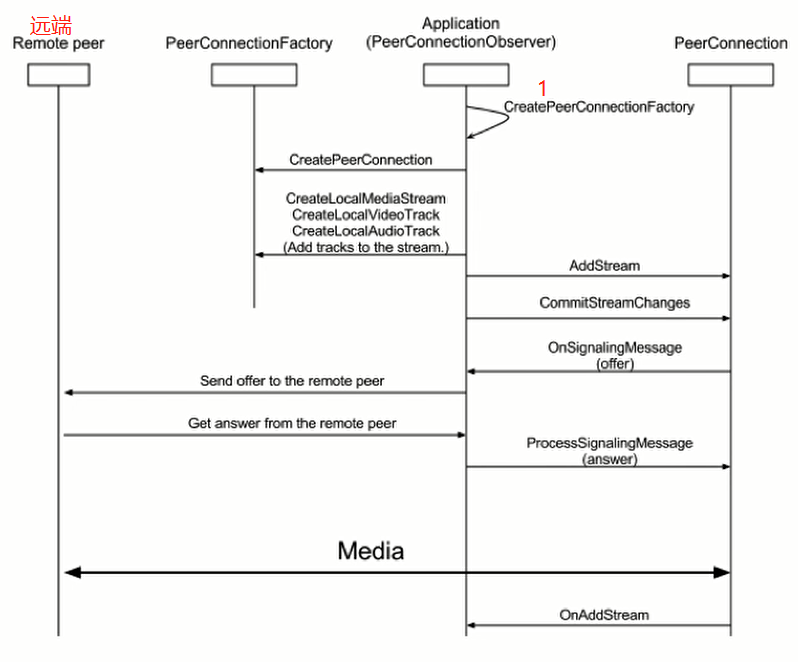 远端
Remote peer
PeerConnectionFactory
Application
(PeerConnectionObserver)
PeerConnection
1
CreatePeerConnectionFactory
CreatePeerConnection
CreateLocalMediaStream
CreateLocalVideoTrack
CreateLocalAudioTrack
(Add tracks to the stream.)
AddStream
CommitStreamChanges
OnSignalingMessage
(offer)
Send offer to the remote peer
Get answer from the remote peer
ProcessSignalingMessage
(answer)
Media
OnAddStream